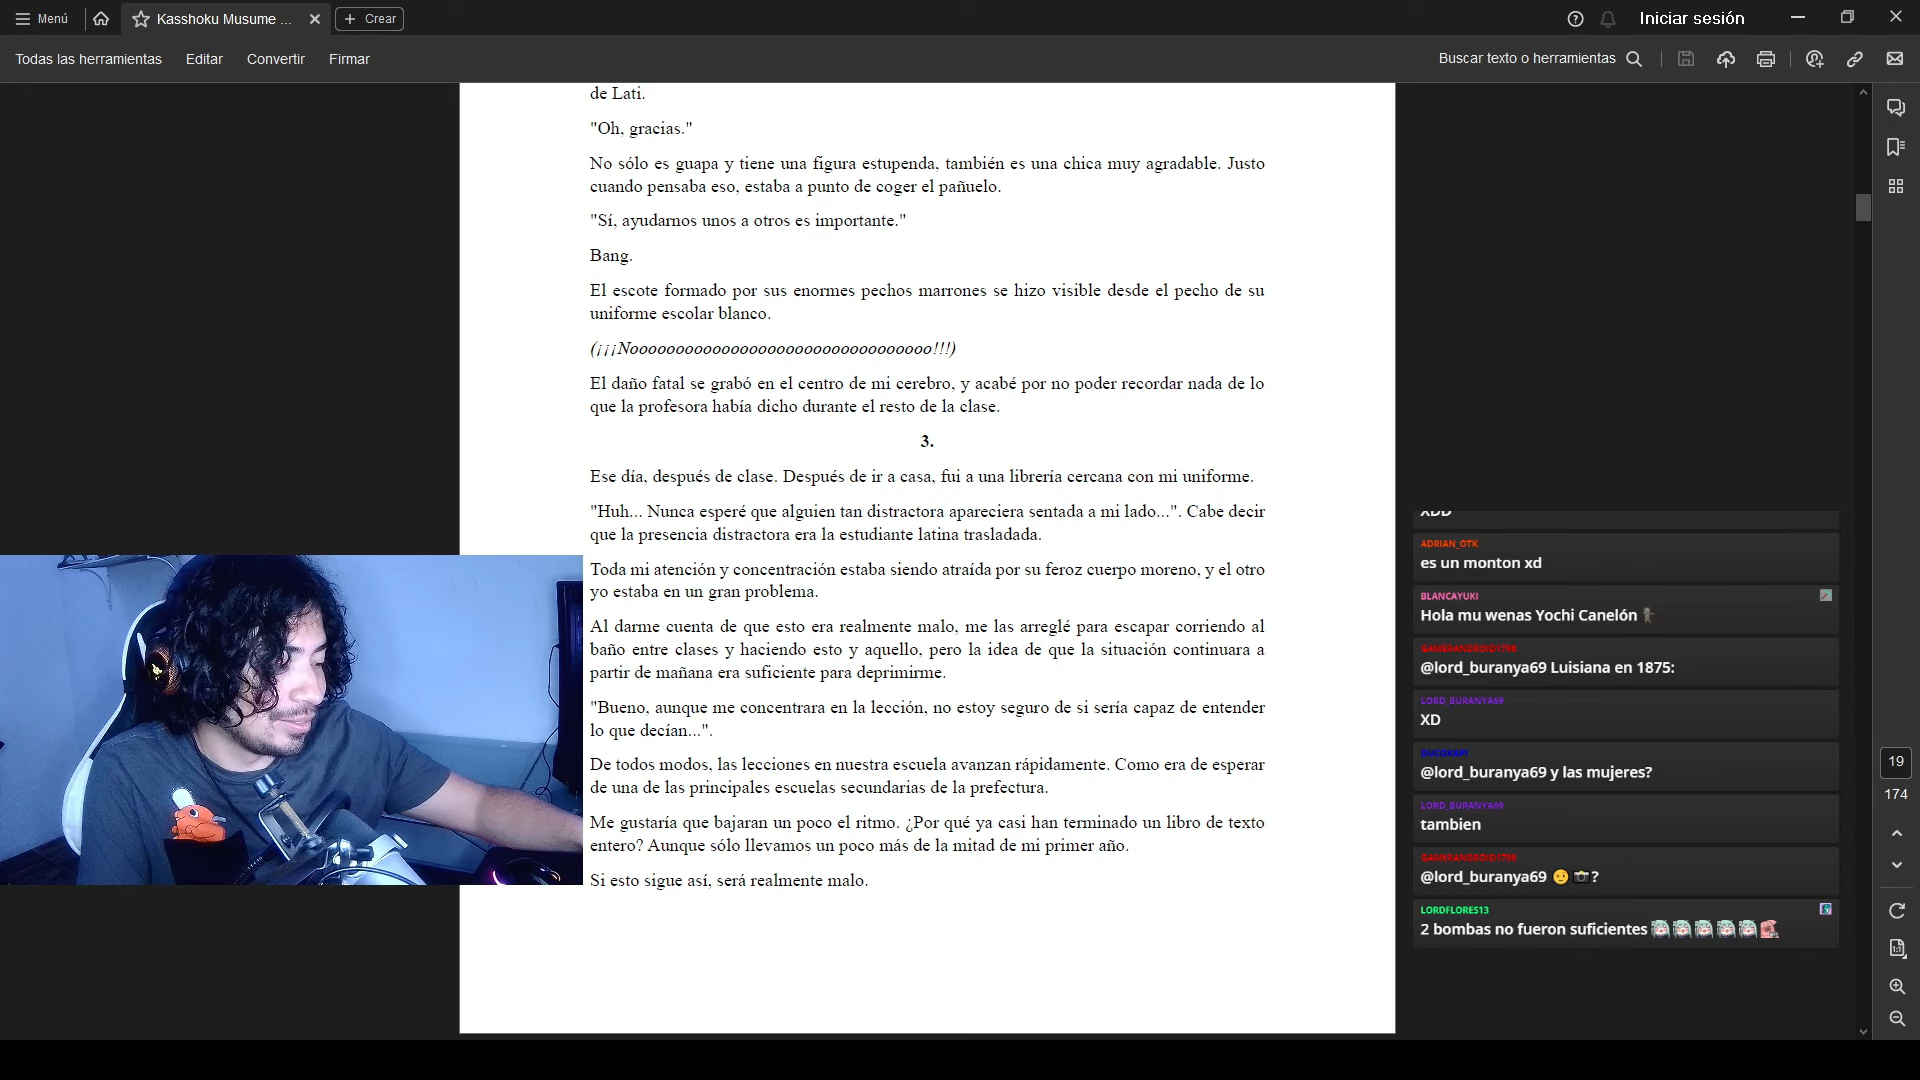 Menú
Kasshoku Musume ...
Crear
Iniciar sesión
Todas las herramientas
Editar
Convertir
Firmar
Buscar texto o herramientas
de Lati.
"Oh, gracias."
No sólo es guapa y tiene una figura estupenda, también es una chica muy agradable. Justo
cuando pensaba eso, estaba a punto de coger el pañuelo.
"Sí, ayudarnos unos a otros es importante."
Bang.
El escote formado por sus enormes pechos marrones se hizo visible desde el pecho de su
uniforme escolar blanco.
(¡¡¡Nooooooooooooooooooooooooooooooooo!!!)
El daño fatal se grabó en el centro de mi cerebro, y acabé por no poder recordar nada de lo
que la profesora había dicho durante el resto de la clase.
3.
Ese día, después de clase. Después de ir a casa, fui a una librería cercana con mi uniforme.
"Huh... Nunca esperé que alguien tan distractora apareciera sentada a mi lado...". Cabe decir
que la presencia distractora era la estudiante latina trasladada.
Toda mi atención y concentración estaba siendo atraída por su feroz cuerpo moreno, y el otro
yo estaba en un gran problema.
Al darme cuenta de que esto era realmente malo, me las arreglé para escapar corriendo al
baño entre clases y haciendo esto y aquello, pero la idea de que la situación continuara a
partir de mañana era suficiente para deprimirme.
"Bueno, aunque me concentrara en la lección, no estoy seguro de si sería capaz de entender
lo que decían...".
De todos modos, las lecciones en nuestra escuela avanzan rápidamente. Como era de esperar
de una de las principales escuelas secundarias de la prefectura.
Me gustaría que bajaran un poco el ritmo. ¿Por qué ya casi han terminado un libro de texto
entero? Aunque sólo llevamos un poco más de la mitad de mi primer año.
Si esto sigue así, será realmente malo.
XDD
ADRIAN_OTK
es un monton xd
BLANCAYUKI
Hola mu wenas Yochi Canelón
GAMERANDROID1798
@lord_buranya69 Luisiana en 1875:
LORD_BURANYA69
XD
@lord_buranya69 y las mujeres?
LORD_BURANYA69
tambien
GAMERANDROID1798
@lord_buranya69 🤨📸?
LORDFLORES13
2 bombas no fueron suficientes
19
174